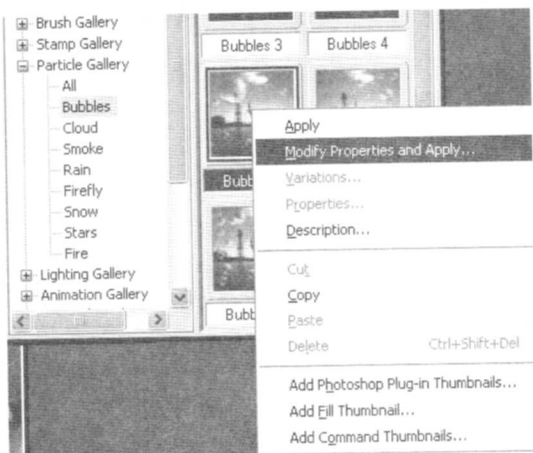 Brush Gallery
Stamp Gallery
Particle Gallery
All
Bubbles
Cloud
Smoke
Rain
Firefly
Snow
Stars
Fire
Lighting Gallery
Animation Gallery
Bubbles 3
Bubbles 4
Bubb
Bubb
Apply
Modify Properties and Apply...
Variations...
Properties...
Description...
Cut
Copy
Paste
Delete Ctrl+Shift+Del
Add Photoshop Plug-in Thumbnails...
Add Fill Thumbnail...
Add Command Thumbnails...